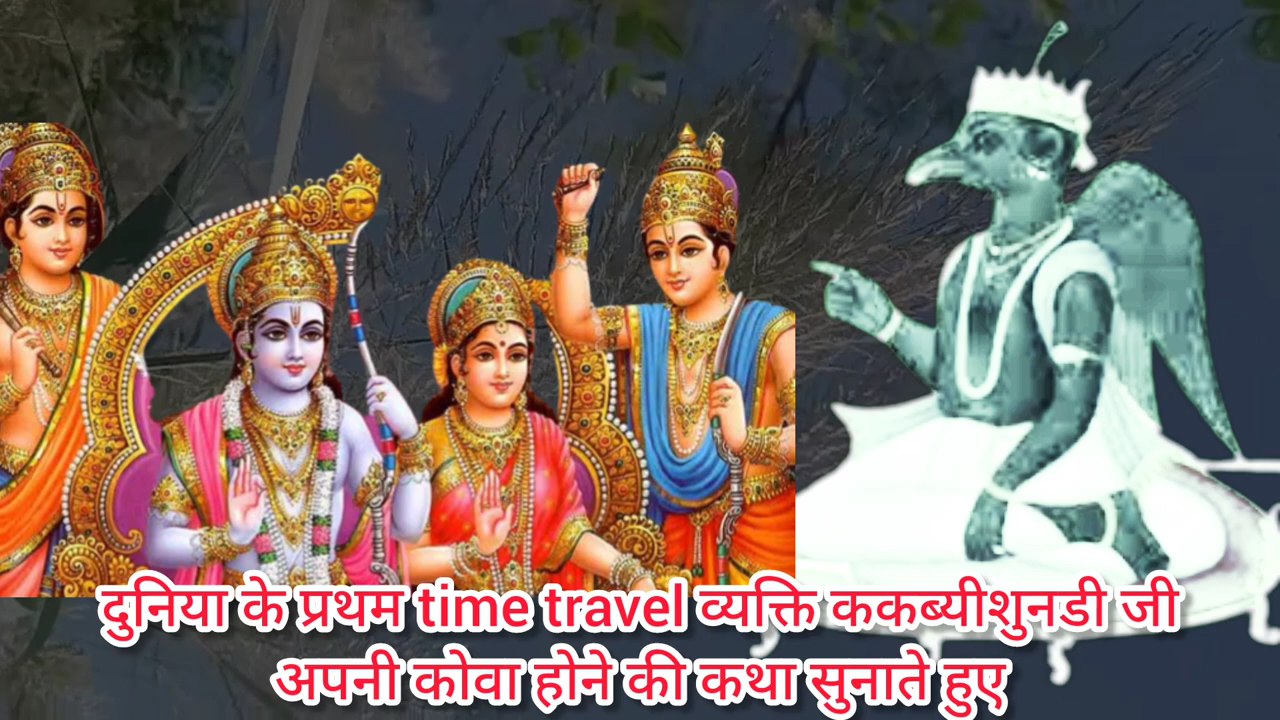 दुनिया के प्रथम time travel व्यक्ति ककब्यीशुनडी जी
अपनी कोवा होने की कथा सुनाते हुए